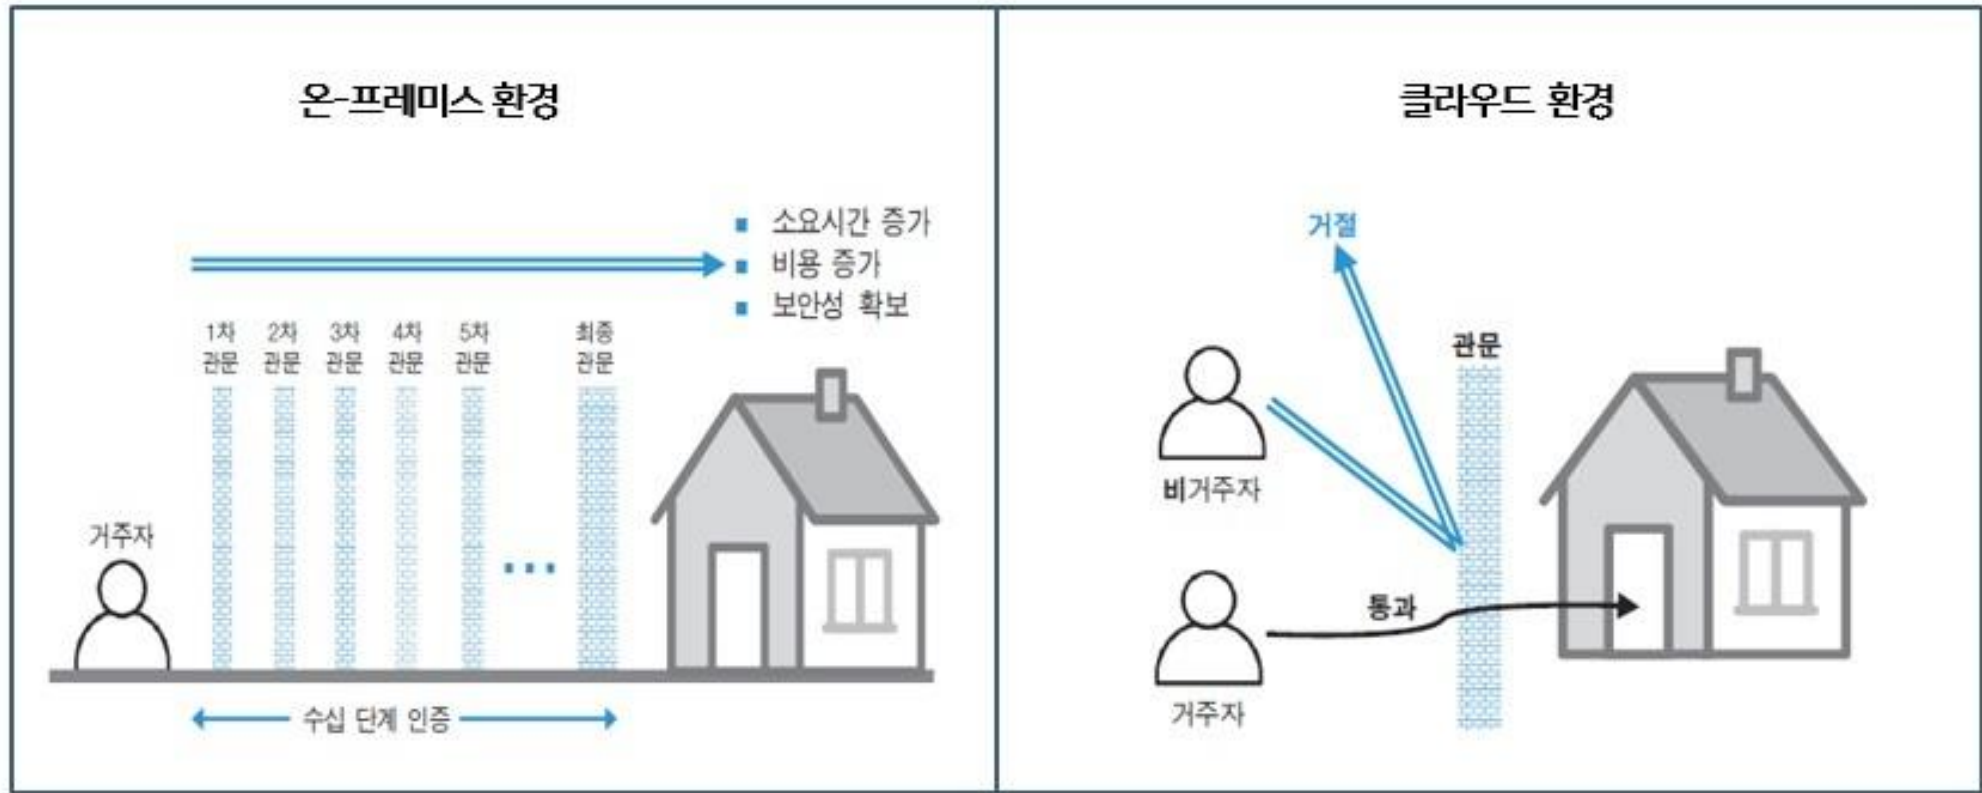 온-프레미스 환경
소요시간 증가
비용 증가
보안성 확보
1차 관문
2차 관문
3차 관문
4차 관문
5차 관문
최종 관문
거주자
수십 단계 인증
클라우드 환경
거절
관문
비거주자
통과
거주자